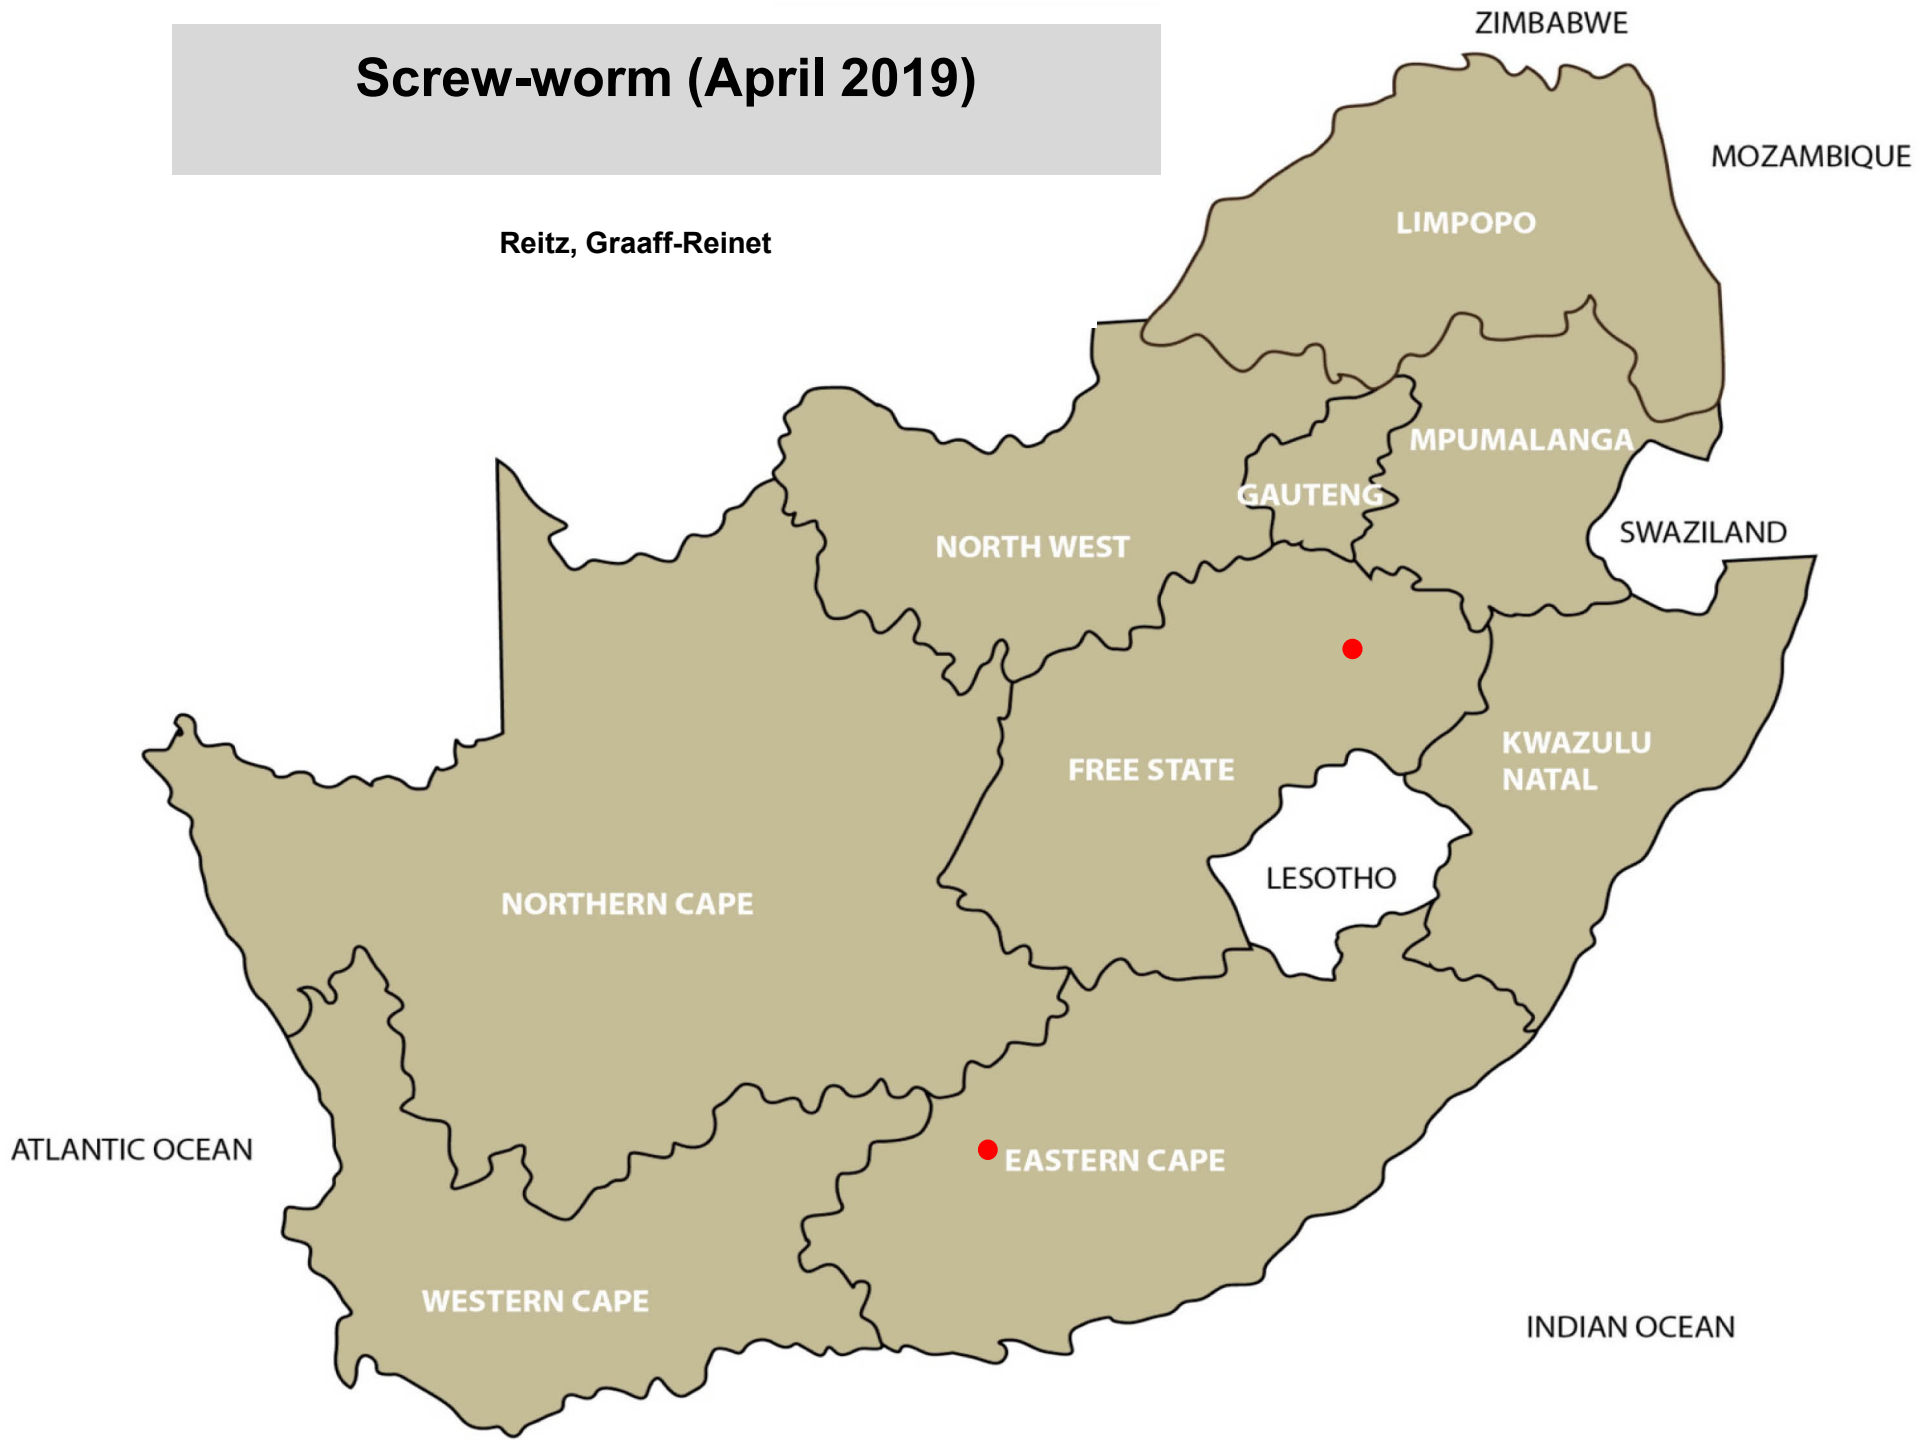 ZIMBABWE
Screw-worm (April 2019)
MOZAMBIQUE
LIMPOPO
Reitz, Graaff-Reinet
MPUMALANGA
GAUTENG
SWAZILAND
NORTH WEST
KWAZULU
NATAL
FREE STATE
LESOTHO
NORTHERN CAPE
ATLANTIC OCEAN
EASTERN CAPE
WESTERN CAPE
INDIAN OCEAN